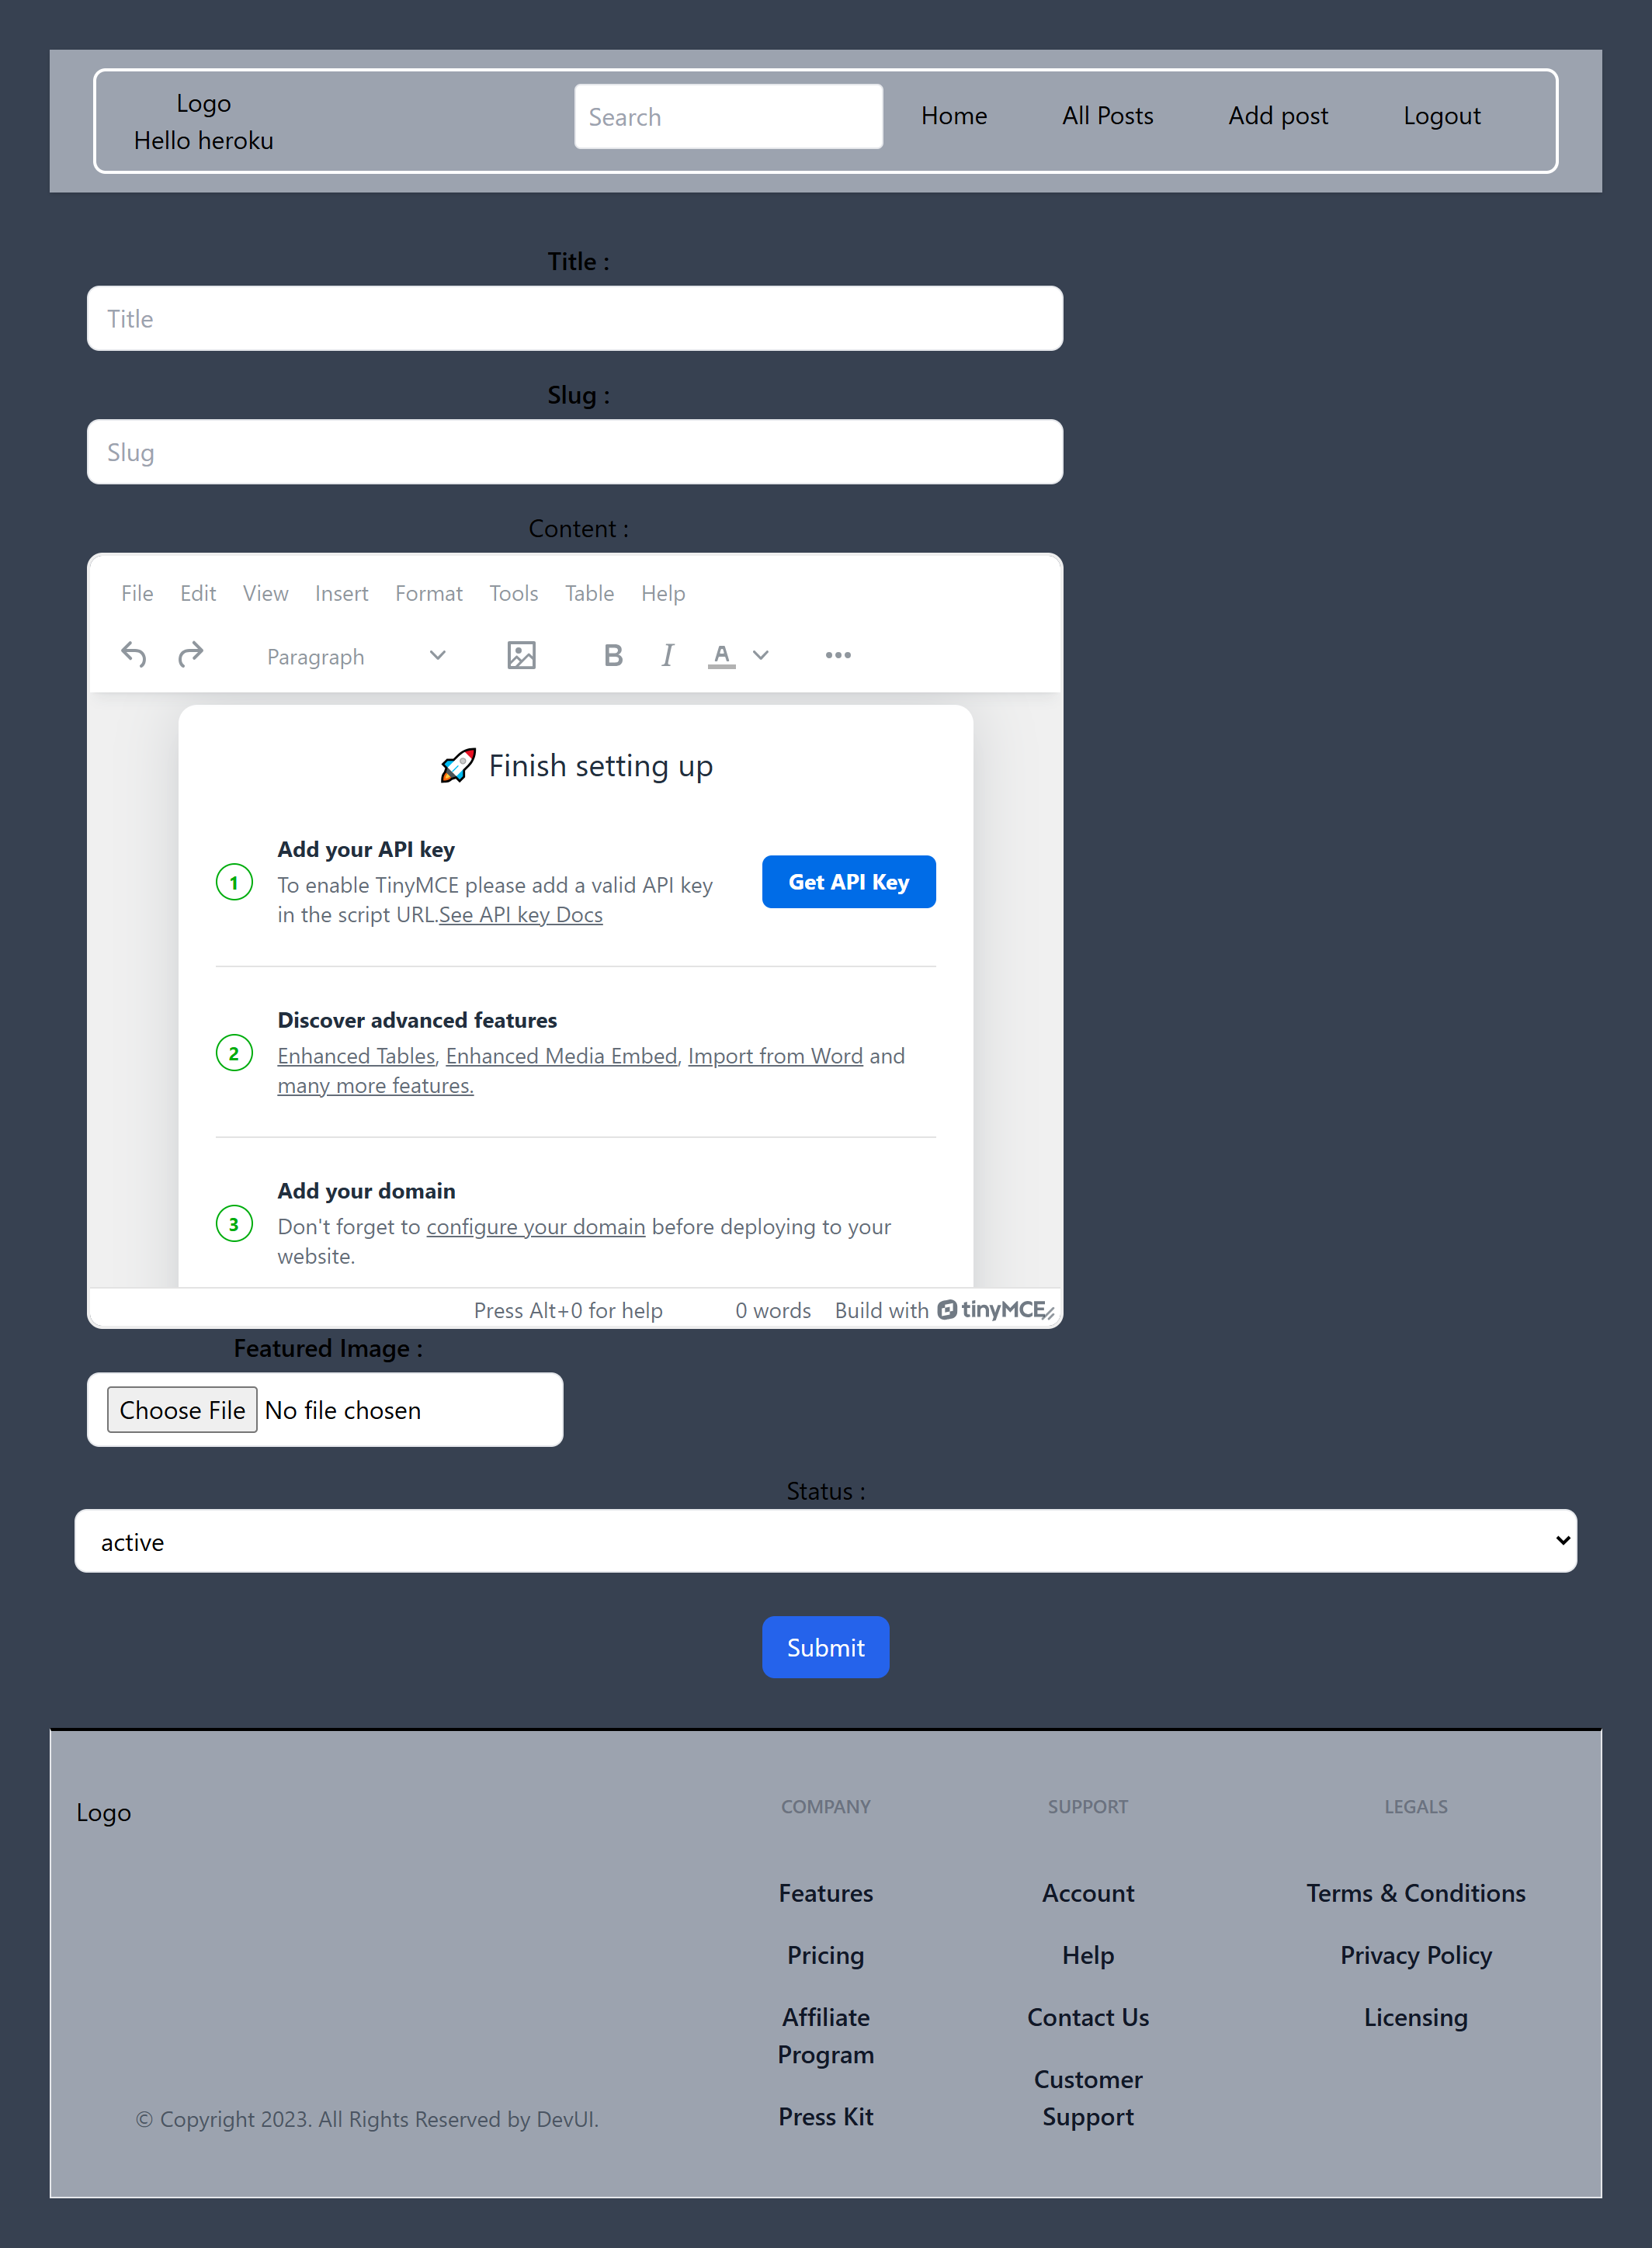 Logo
Hello heroku
Search
Home
All Posts
Add post
Logout
Title :
Title
Slug :
Slug
Content :
File Edit View Insert Format Tools Table Help
Paragraph
B I A
🚀 Finish setting up
1
Add your API key
To enable TinyMCE please add a valid API key
in the script URL.See API key Docs
Get API Key
2
Discover advanced features
Enhanced Tables, Enhanced Media Embed, Import from Word and
many more features.
3
Add your domain
Don't forget to configure your domain before deploying to your
website.
Press Alt+0 for help
0 words
Build with tinyMCE
Featured Image :
Choose File No file chosen
Status :
active
Submit
Logo
© Copyright 2023. All Rights Reserved by DevUI.
COMPANY
Features
Pricing
Affiliate
Program
Press Kit
SUPPORT
Account
Help
Contact Us
Customer
Support
LEGALS
Terms & Conditions
Privacy Policy
Licensing